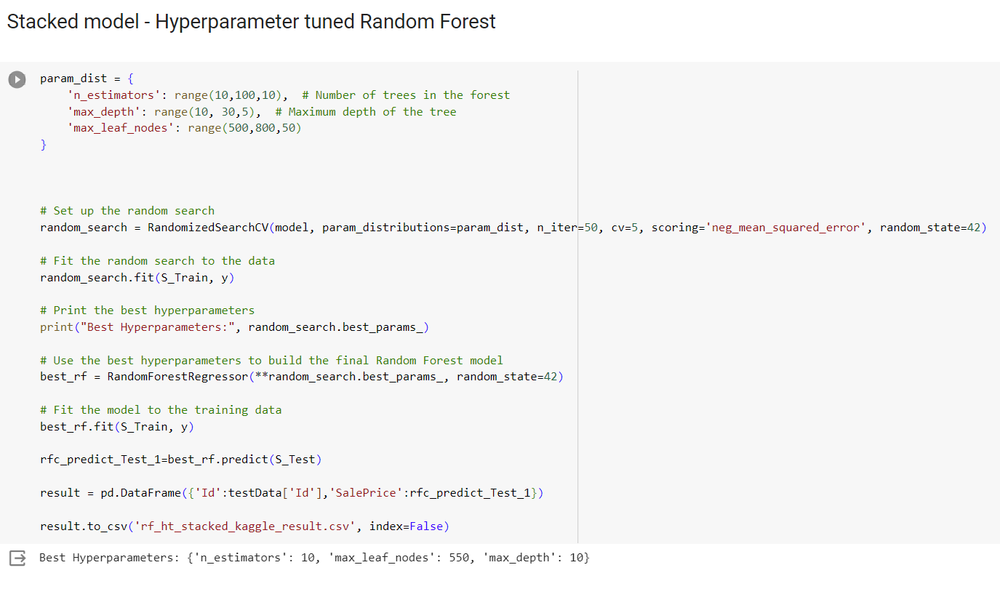 Stacked model - Hyperparameter tuned Random Forest
param_dist = {
    'n_estimators': range(10,100,10),  # Number of trees in the forest
    'max_depth': range(10, 30,5),  # Maximum depth of the tree
    'max_leaf_nodes': range(500,800,50)
}
# Set up the random search
random_search = RandomizedSearchCV(model, param_distributions=param_dist, n_iter=50, cv=5, scoring='neg_mean_squared_error', random_state=42)
# Fit the random search to the data
random_search.fit(S_Train, y)
# Print the best hyperparameters
print("Best Hyperparameters:", random_search.best_params_)
# Use the best hyperparameters to build the final Random Forest model
best_rf = RandomForestRegressor(**random_search.best_params_, random_state=42)
# Fit the model to the training data
best_rf.fit(S_Train, y)
rfc_predict_Test_1=best_rf.predict(S_Test)
result = pd.DataFrame({'Id':testData['Id'],'SalePrice':rfc_predict_Test_1})
result.to_csv('rf_ht_stacked_kaggle_result.csv', index=False)
Best Hyperparameters: {'n_estimators': 10, 'max_leaf_nodes': 550, 'max_depth': 10}